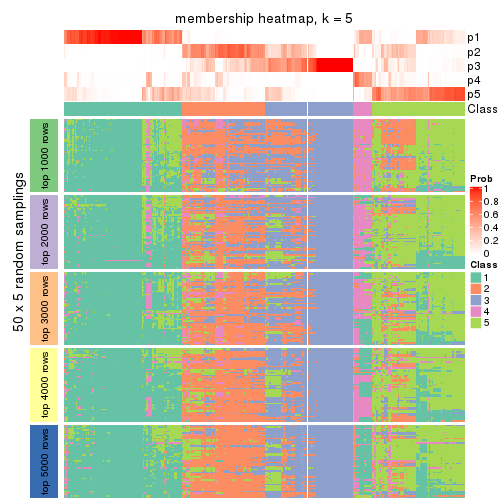 membership heatmap, k = 5
p1
p2
p3
p4
p5
Class
50 x 5 random samplings
top 1000 rows
top 2000 rows
top 3000 rows
top 4000 rows
top 5000 rows
Prob
1
0.8
0.6
0.4
0.2
0
Class
1
2
3
4
5